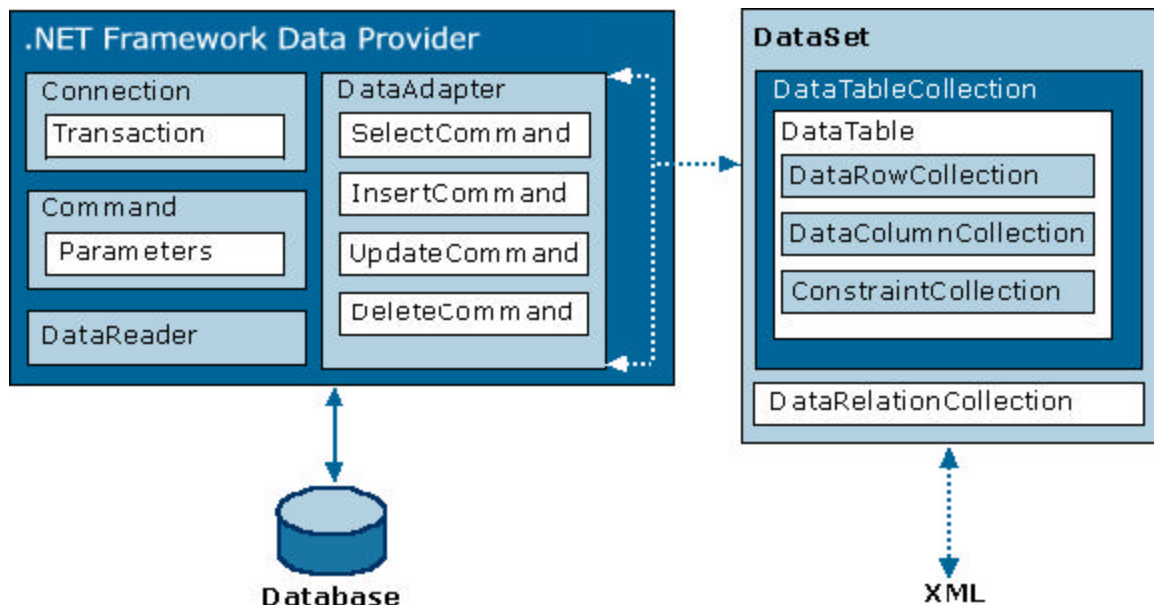 .NET Framework Data Provider
Connection
Transaction
Command
Parameters
DataReader
DataAdapter
SelectCommand
InsertCommand
UpdateCommand
DeleteCommand
Database
DataSet
DataTableCollection
DataTable
DataRowCollection
DataColumnCollection
ConstraintCollection
DataRelationCollection
XML